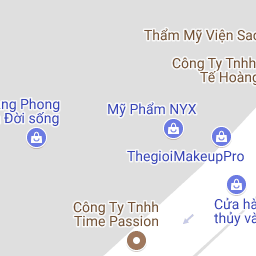 Thẩm Mỹ Viện Sac
Công Ty Tnhh
Tế Hoàng
ng Phong
Đời sống
Mỹ Phẩm NYX
ThegioiMakeupPro
Cửa hà
thủy và
Công Ty Tnhh
Time Passion